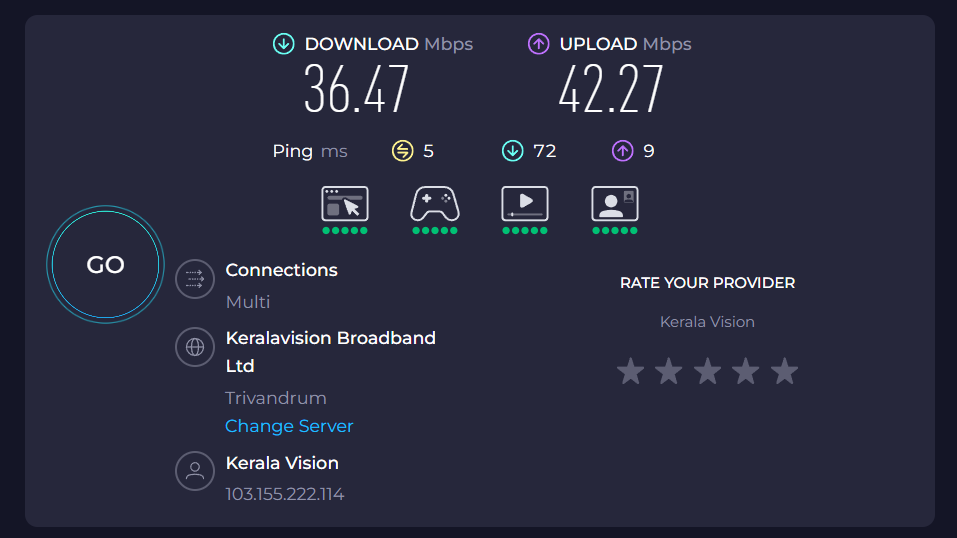 DOWNLOAD Mbps
36.47
UPLOAD Mbps
42.27
Ping ms 5 72 9
GO
Connections
Multi
Keralavision Broadband
Ltd
Trivandrum
Change Server
Kerala Vision
103.155.222.114
RATE YOUR PROVIDER
Kerala Vision